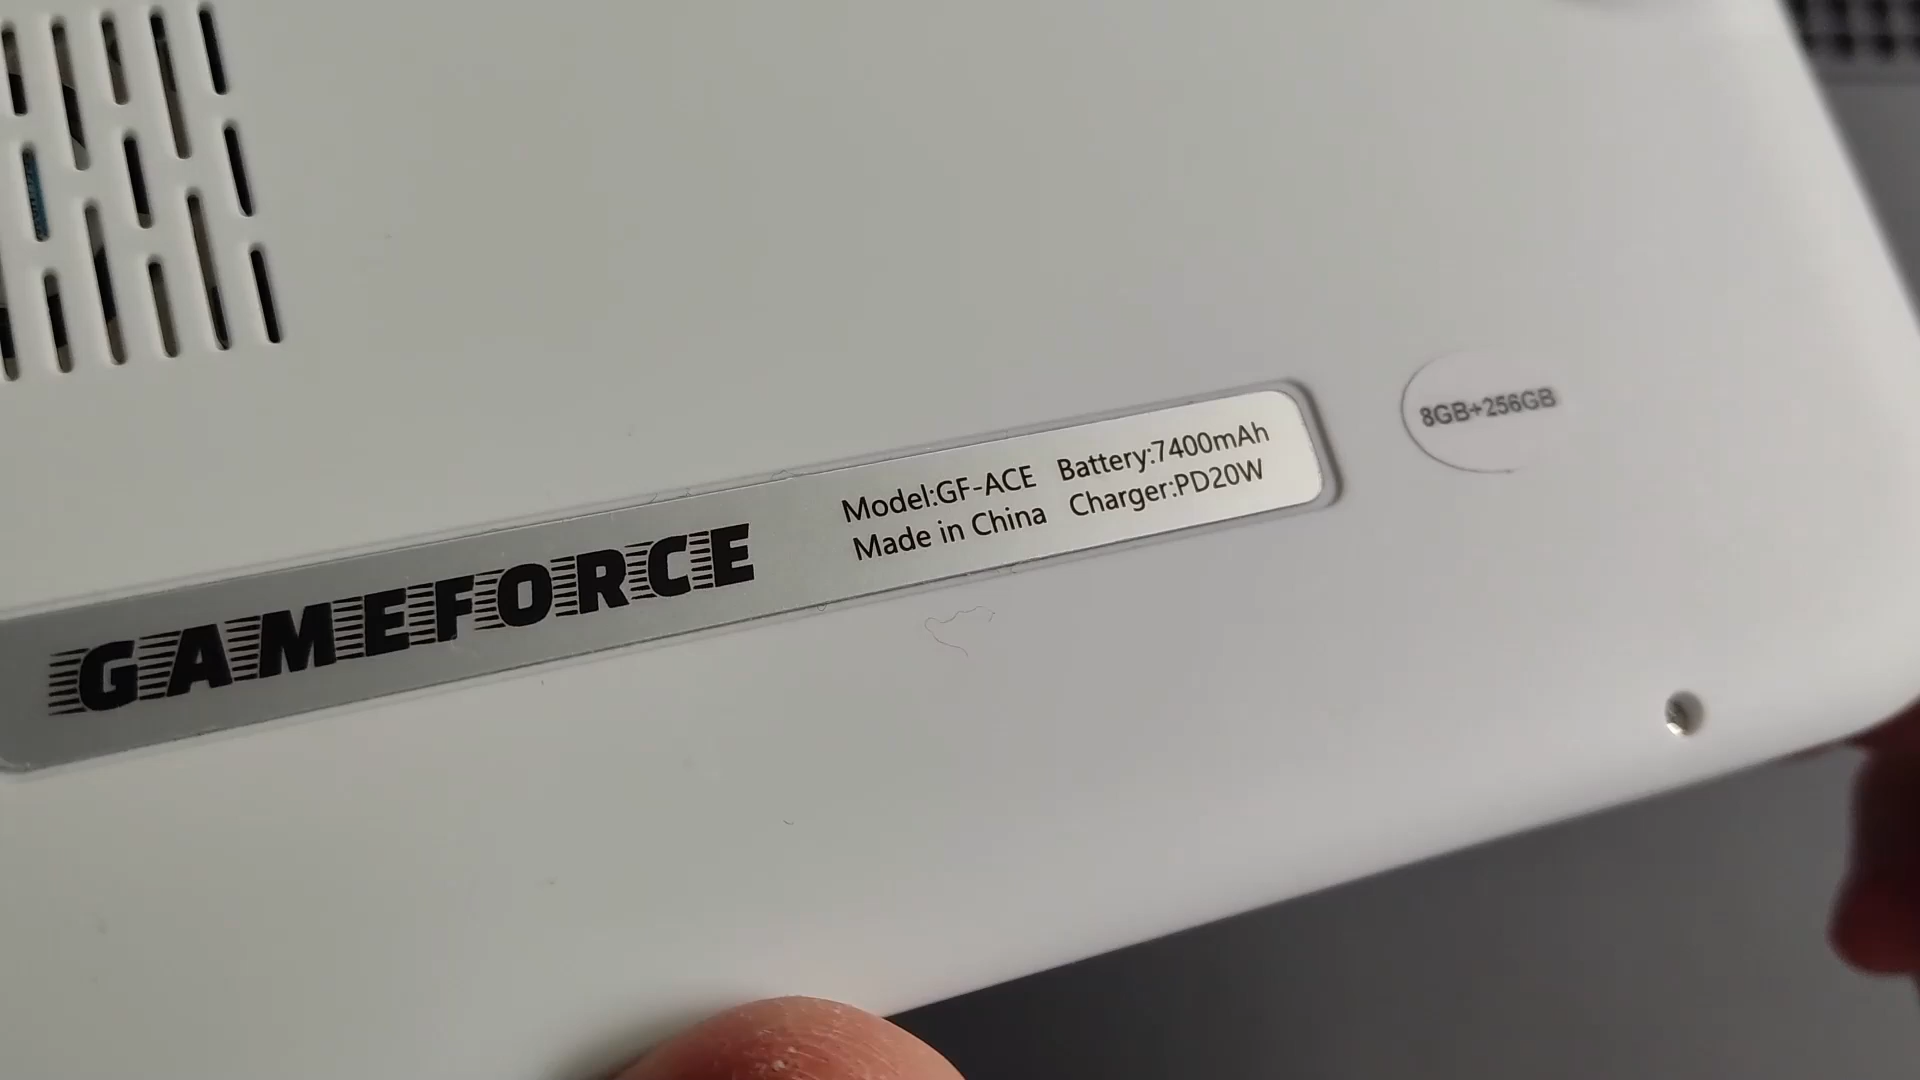 GAMEFORCE
Model:GF-ACE Battery:7400mAh
Made in China Charger:PD20W
8GB+256GB